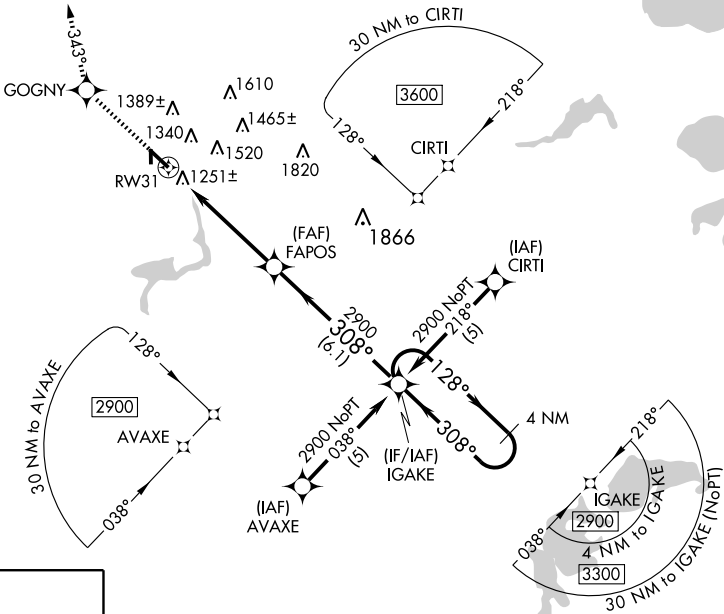 343°
GOGNY
1389±
1610
1340
1465±
1520
1820
RW31
1251±
30 NM to CIRTI
3600
128°
218°
CIRTI
1866
(FAF)
FAPOS
(IAF)
CIRTI
2900 NoPT
218°
(5)
2900
308°
(6.1)
128°
308°
4 NM
(IF/IAF)
IGAKE
2900 NoPT
038°
(5)
(IAF)
AVAXE
30 NM to AVAXE
128°
2900
AVAXE
038°
218°
IGAKE
2900
038°
4 NM to IGAKE
3300
30 NM to IGAKE (NoPT)